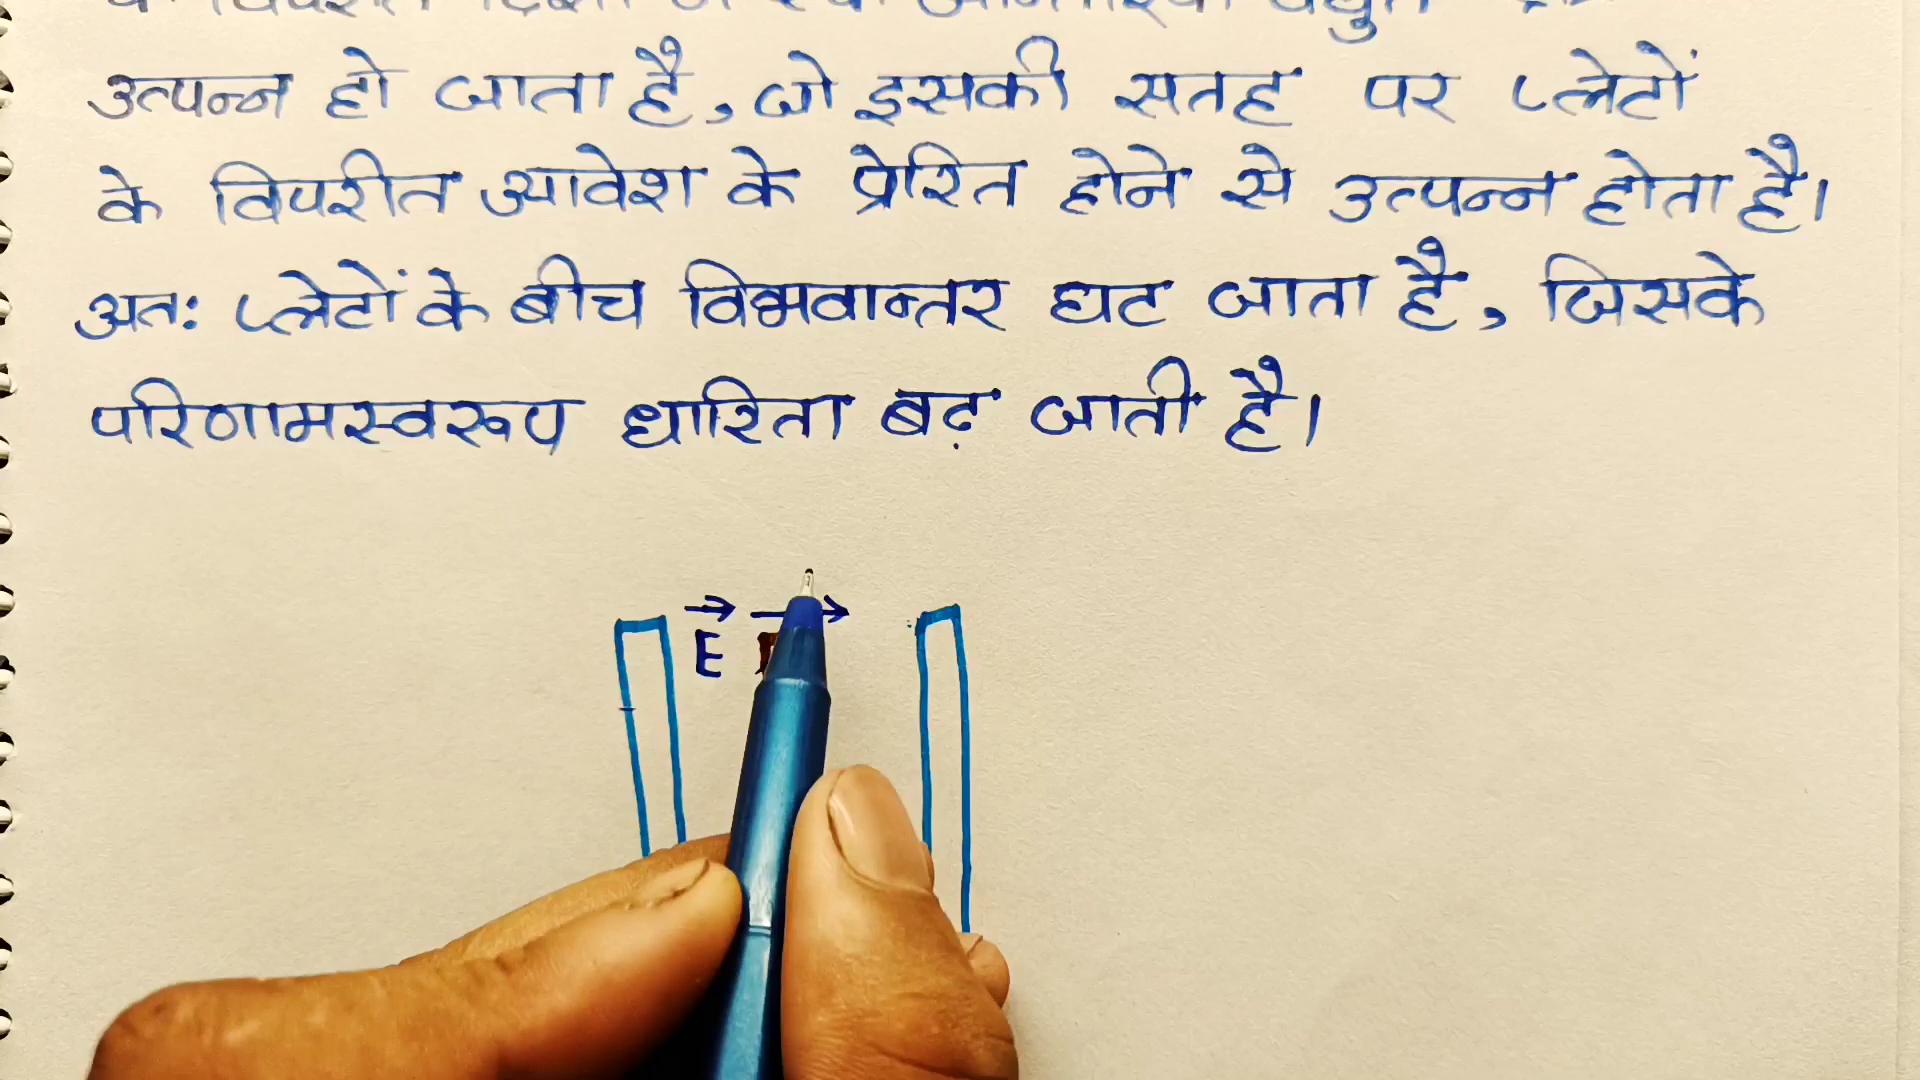 उत्पन्न हो जाता है, जो इसकी सतह पर प्लेटों
के विपरीत आवेश के प्रेरित होने से उत्पन्न होता है।
अतः प्लेटों के बीच विभवान्तर घट जाता है, जिसके
परिणामस्वरूप धारिता बढ़ जाती है।
E